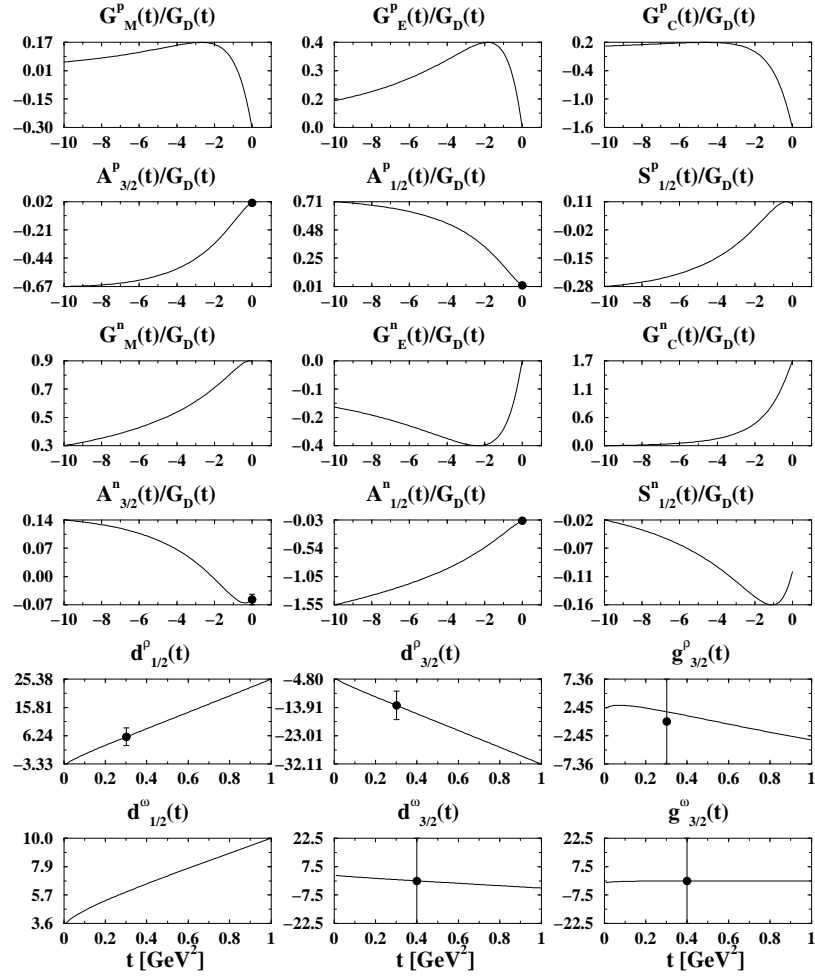 G^p_M(t)/G_D(t) G^p_E(t)/G_D(t) G^p_C(t)/G_D(t)
0.17 0.4 0.2
0.01 0.4 −0.4
−0.15 0.2 −1.0
−0.30 0.0 −1.6
−10 −8 −6 −4 −2 0 −10 −8 −6 −4 −2 0 −10 −8 −6 −4 −2 0
A^p_3/2(t)/G_D(t) A^p_1/2(t)/G_D(t) S^p_1/2(t)/G_D(t)
0.02 0.71 0.11
−0.21 0.48 −0.02
−0.44 0.25 −0.15
−0.67 0.01 −0.28
−10 −8 −6 −4 −2 0 −10 −8 −6 −4 −2 0 −10 −8 −6 −4 −2 0
G^n_M(t)/G_D(t) G^n_E(t)/G_D(t) G^n_C(t)/G_D(t)
0.9 0.0 1.7
0.7 −0.1 1.1
0.5 −0.3 0.6
0.3 −0.4 0.0
−10 −8 −6 −4 −2 0 −10 −8 −6 −4 −2 0 −10 −8 −6 −4 −2 0
A^n_3/2(t)/G_D(t) A^n_1/2(t)/G_D(t) S^n_1/2(t)/G_D(t)
0.14 −0.03 −0.02
0.07 −0.54 −0.07
0.00 −1.05 −0.11
−0.07 −1.55 −0.16
−10 −8 −6 −4 −2 0 −10 −8 −6 −4 −2 0 −10 −8 −6 −4 −2 0
d^ρ_1/2(t) d^ρ_3/2(t) g^ρ_3/2(t)
25.38 −4.80 7.36
15.81 −13.91 2.45
6.24 −23.01 −2.45
−3.33 −32.11 −7.36
0 0.2 0.4 0.6 0.8 1 0 0.2 0.4 0.6 0.8 1 0 0.2 0.4 0.6 0.8 1
d^ω_1/2(t) d^ω_3/2(t) g^ω_3/2(t)
10.0 22.5 22.5
7.9 7.5 7.5
5.7 −7.5 −7.5
3.6 −22.5 −22.5
0 0.2 0.4 0.6 0.8 1 0 0.2 0.4 0.6 0.8 1 0 0.2 0.4 0.6 0.8 1
t [GeV²] t [GeV²] t [GeV²]